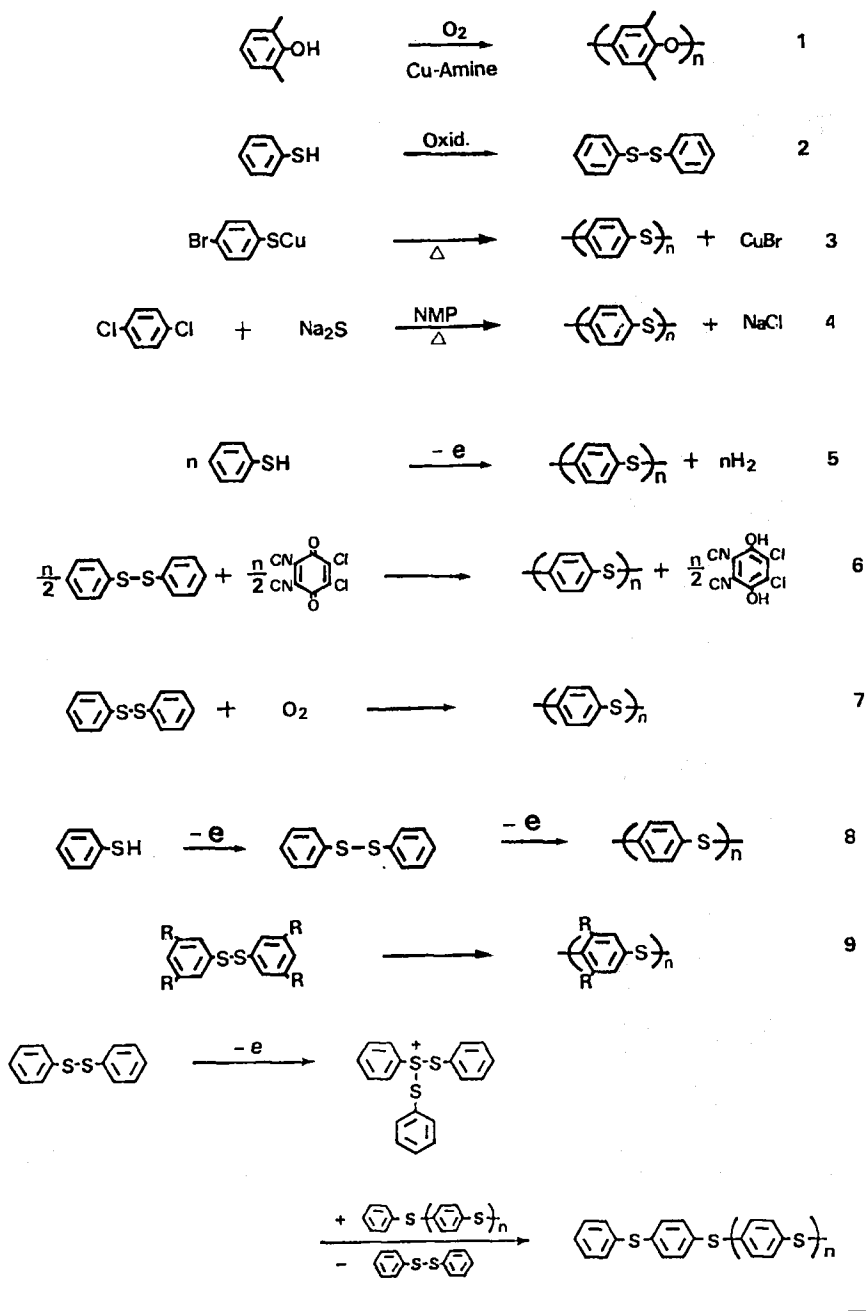 OH O2 Cu-Amine O n 1
SH Oxid. S-S 2
Br SCu △ S n + CuBr 3
Cl Cl + Na2S NMP △ S n + NaCl 4
n SH - e S n + nH2 5
n/2 S-S + n/2 CN CN O O Cl Cl S n + n/2 CN CN OH OH Cl Cl 6
S-S + O2 S n 7
SH - e S-S - e S n 8
R R S-S R R R R S n 9
S-S - e + S-S S
+ S S n - S-S S S S n